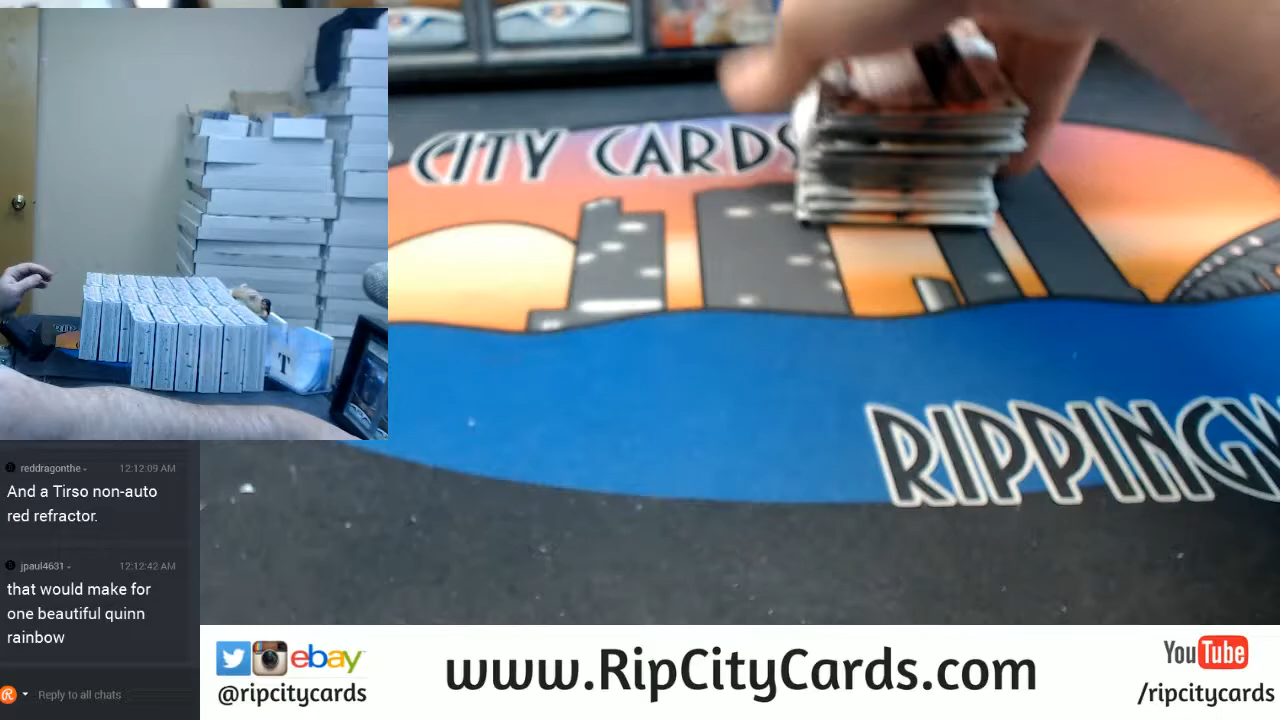 CITY CARDS
T
RIPPING
reddragonthe 12:12:09 AM
And a Tirso non-auto
red refractor.
jpaul4631 12:12:42 AM
that would make for
one beautiful quinn
rainbow
Reply to all chats
ebay
@ripcitycards
www.RipCityCards.com
YouTube
/ripcitycards